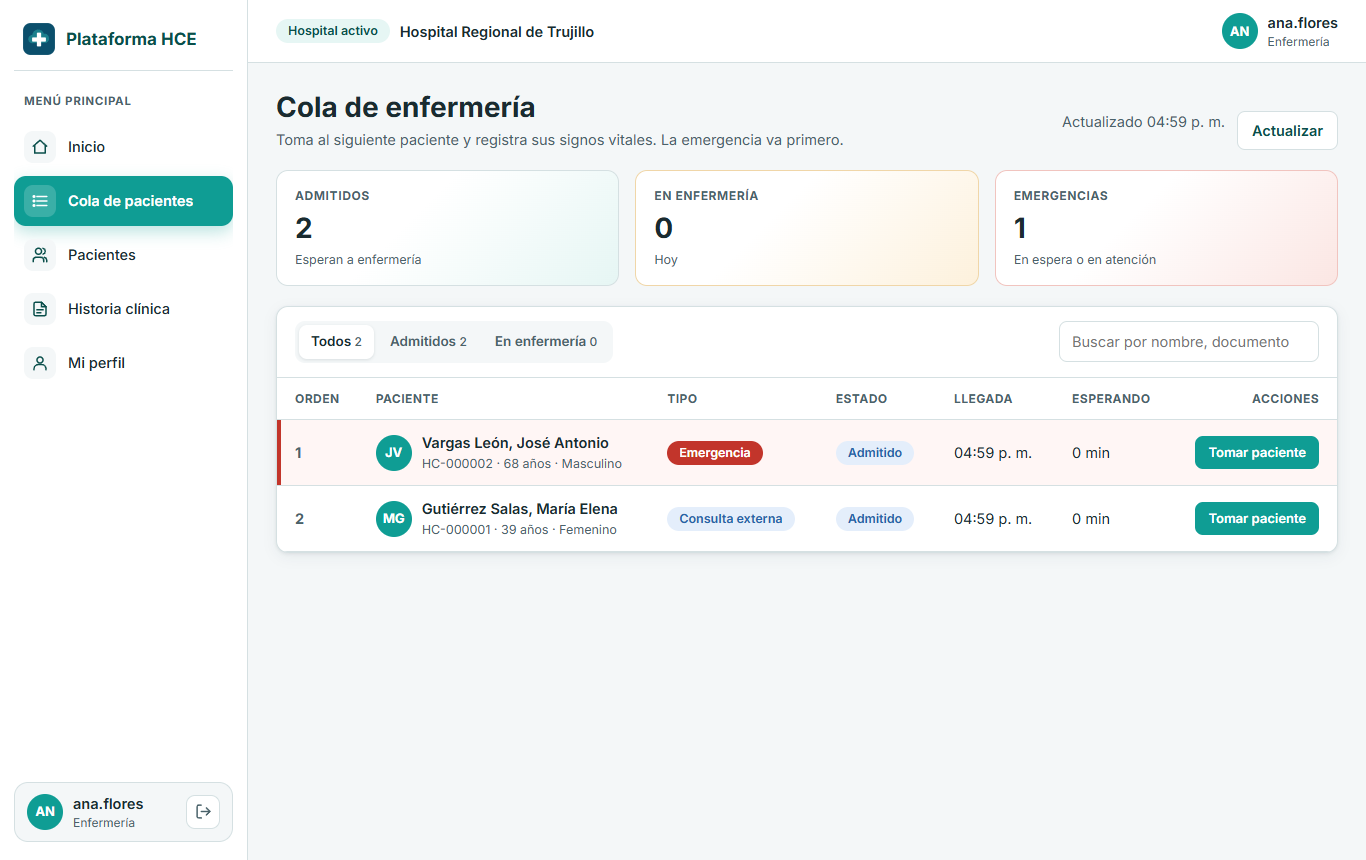 Plataforma HCE
MENÚ PRINCIPAL
Inicio
Cola de pacientes
Pacientes
Historia clínica
Mi perfil
AN
ana.flores
Enfermería
Hospital activo
Hospital Regional de Trujillo
AN
ana.flores
Enfermería
Cola de enfermería
Toma al siguiente paciente y registra sus signos vitales. La emergencia va primero.
Actualizado 04:59 p. m.
Actualizar
ADMITIDOS
2
Esperan a enfermería
EN ENFERMERÍA
0
Hoy
EMERGENCIAS
1
En espera o en atención
Todos 2
Admitidos 2
En enfermería 0
Buscar por nombre, documento
ORDEN PACIENTE TIPO ESTADO LLEGADA ESPERANDO ACCIONES
1 JV Vargas León, José Antonio Emergencia Admitido 04:59 p. m. 0 min Tomar paciente
HC-000002 · 68 años · Masculino
2 MG Gutiérrez Salas, María Elena Consulta externa Admitido 04:59 p. m. 0 min Tomar paciente
HC-000001 · 39 años · Femenino